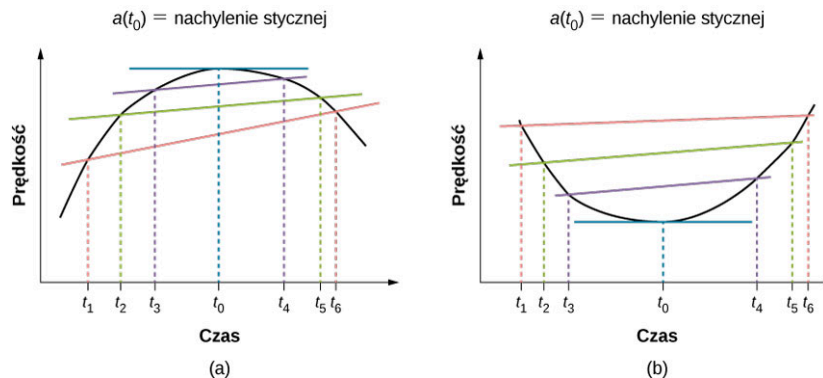 a(t₀) = nachylenie stycznej
Prędkość
t₁ t₂ t₃ t₀ t₄ t₅ t₆
Czas
(a)
a(t₀) = nachylenie stycznej
Prędkość
t₁ t₂ t₃ t₀ t₄ t₅ t₆
Czas
(b)